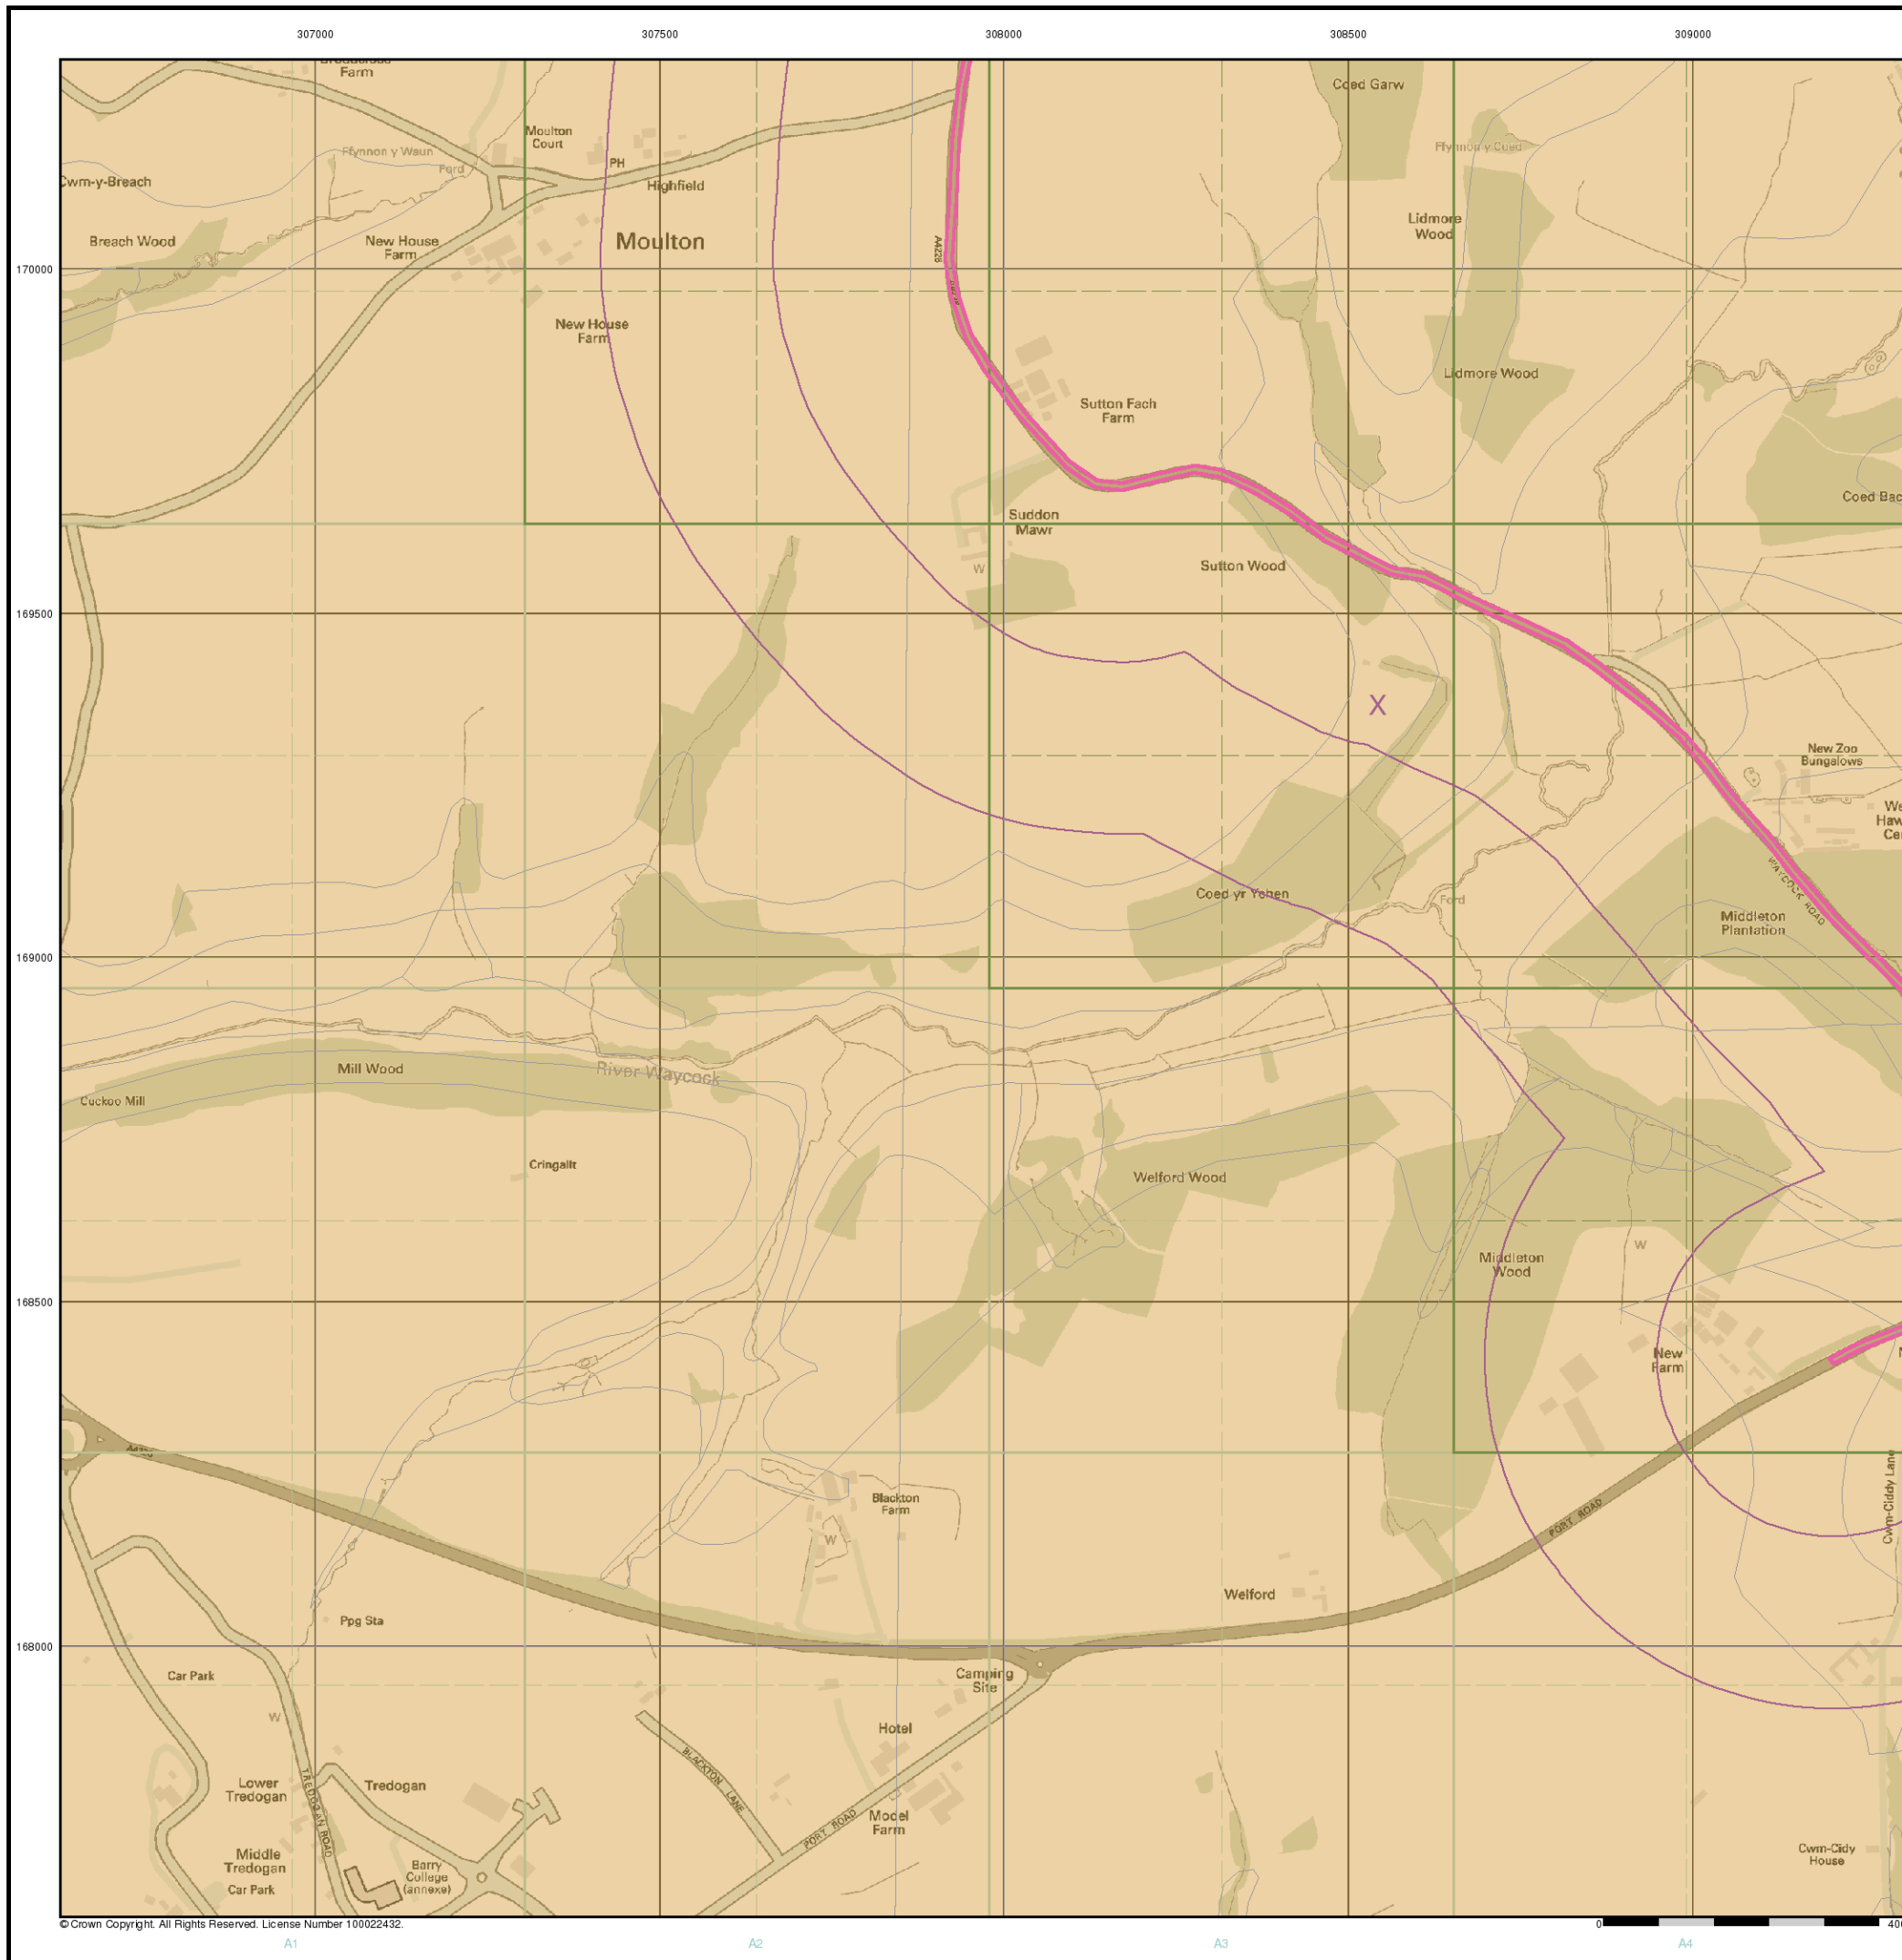 307000
307500
308000
308500
309000
Farm
Coed Garw
Moulton
Court
PH
Ffynnon y Waun
Ford
Ffynnon y Coed
Cwm-y-Breach
Highfield
Breach Wood
New House
Farm
Moulton
Lidmore
Wood
A4226
170000
New House
Farm
Lidmore Wood
Sutton Fach
Farm
Coed Bac
Suddon
Mawr
W
Sutton Wood
169500
X
New Zoo
Bungalows
We
Haw
Ce
WAYCOCK ROAD
Coed yr Ychen
Ford
Middleton
Plantation
169000
Mill Wood
River Waycock
Cuckoo Mill
Cringallt
Welford Wood
W
Middleton
Wood
168500
New
Farm
A4226
Cwm-Ciddy Lane
Blackton
Farm
W
PORT ROAD
Welford
Ppg Sta
168000
Car Park
Camping
Site
W
Hotel
BLACKTON LANE
Lower
Tredogan
TREDOGAN ROAD
Tredogan
PORT ROAD
Model
Farm
Middle
Tredogan
Car Park
Barry
College
(annexe)
Cwm-Cidy
House
© Crown Copyright. All Rights Reserved. License Number 100022432.
0
400
A1
A2
A3
A4